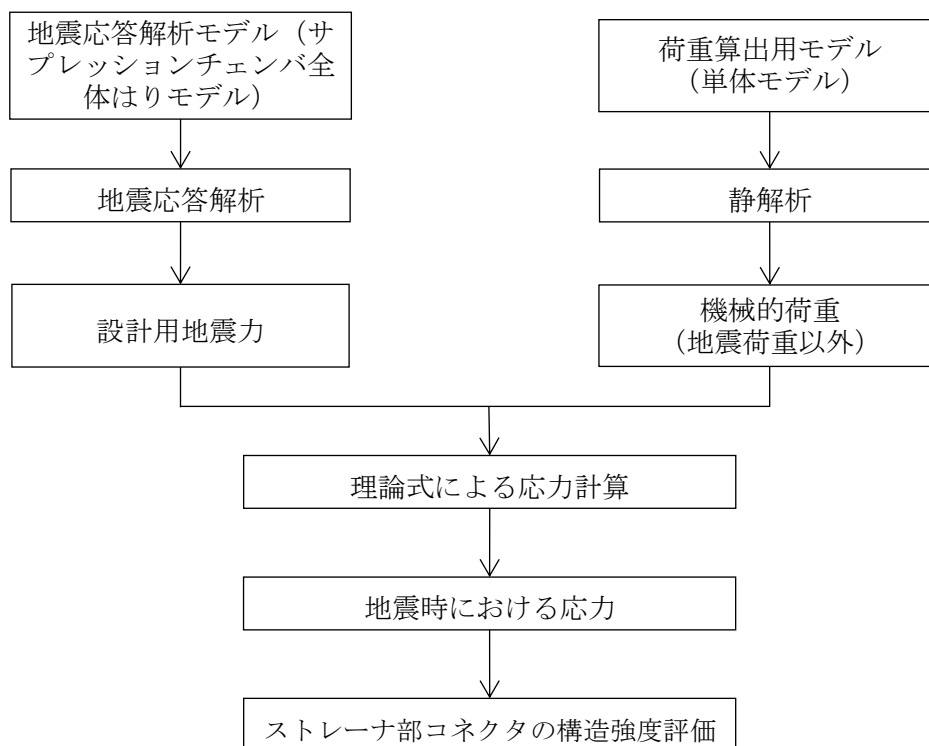 地震応答解析モデル（サ
プレッションチェンバ全
体はりモデル）
荷重算出用モデル
（単体モデル）
地震応答解析
静解析
設計用地震力
機械的荷重
（地震荷重以外）
理論式による応力計算
地震時における応力
ストレーナ部コネクタの構造強度評価